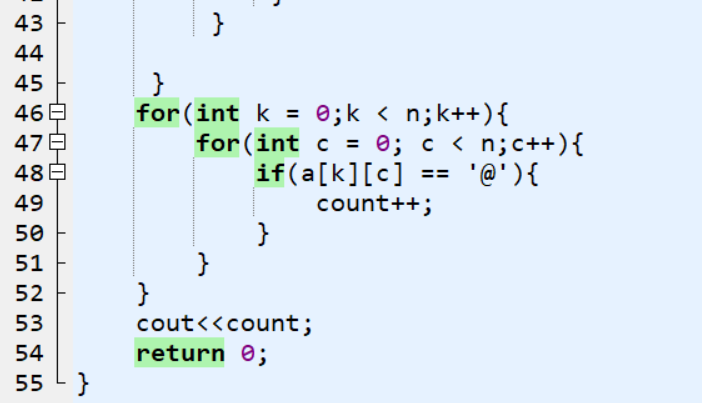 43 }
44
45 }
46 for(int k = 0;k < n;k++){
47 for(int c = 0; c < n;c++){
48 if(a[k][c] == '@'){
49 count++;
50 }
51 }
52 }
53 cout<<count;
54 return 0;
55 }